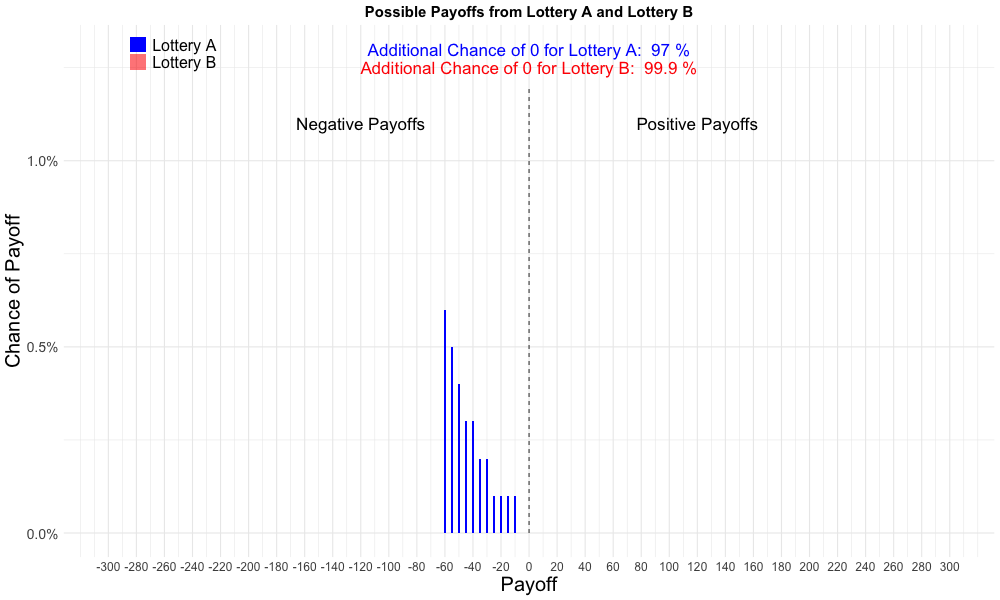 Possible Payoffs from Lottery A and Lottery B
Lottery A
Lottery B
Additional Chance of 0 for Lottery A:  97 %
Additional Chance of 0 for Lottery B:  99.9 %
Negative Payoffs
Positive Payoffs
Chance of Payoff
1.0%
0.5%
0.0%
-300 -280 -260 -240 -220 -200 -180 -160 -140 -120 -100 -80 -60 -40 -20 0 20 40 60 80 100 120 140 160 180 200 220 240 260 280 300
Payoff